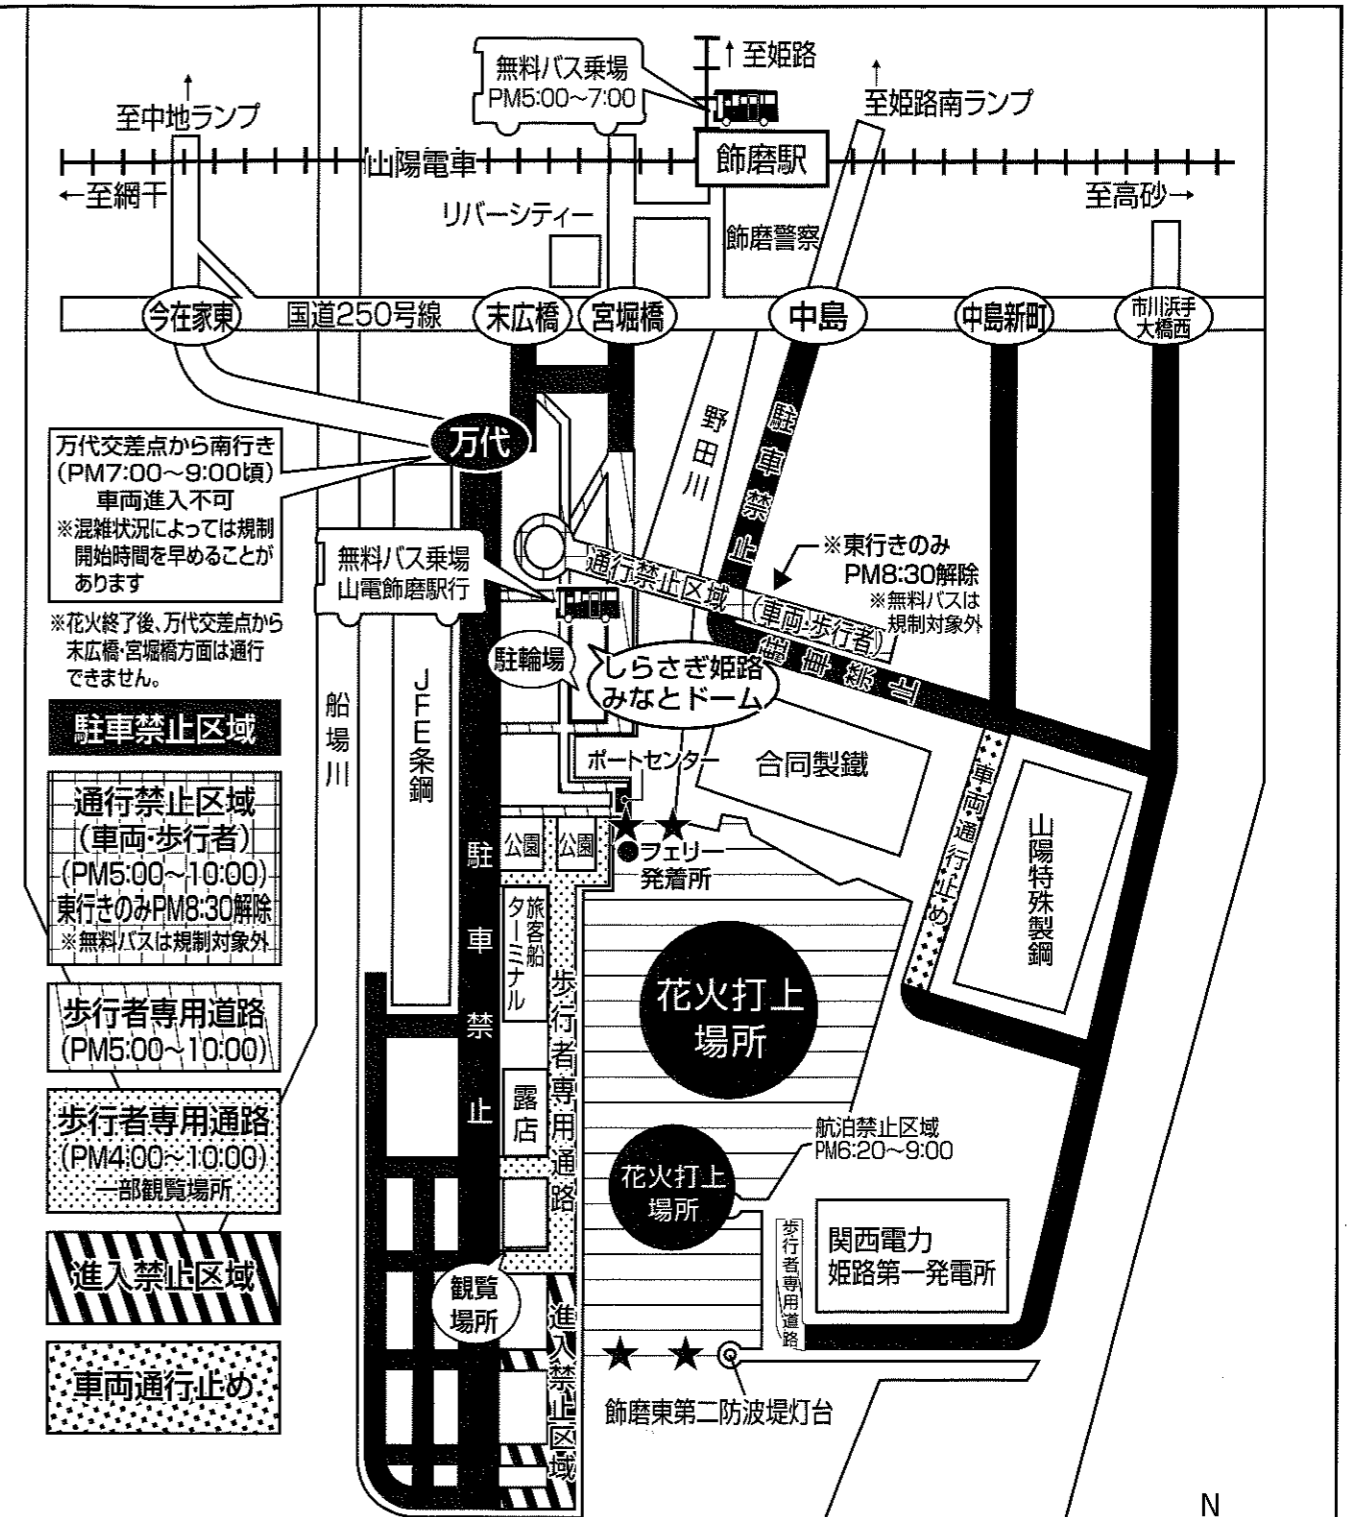 無料バス乗場
PM5:00〜7:00
↑至姫路
↑
至中地ランプ
↑
至姫路南ランプ
山陽電車
飾磨駅
←至網干
至高砂→
リバーシティー
飾磨警察
今在家東
国道250号線
末広橋
宮堀橋
中島
中島新町
市川浜手
大橋西
万代
野田川
駐車禁止
万代交差点から南行き
(PM7:00〜9:00頃)
車両進入不可
※混雑状況によっては規制
開始時間を早めることが
あります
※花火終了後、万代交差点から
末広橋・宮堀橋方面は通行
できません。
無料バス乗場
山電飾磨駅行
通行禁止区域(車両・歩行者)
※東行きのみ
PM8:30解除
※無料バスは
規制対象外
駐車禁止
駐輪場
しらさぎ姫路
みなとドーム
船場川
JFE条鋼
ポートセンター
合同製鐵
車両通行止め
山陽特殊製鋼
駐車禁止区域
通行禁止区域
(車両・歩行者)
(PM5:00〜10:00)
東行きのみPM8:30解除
※無料バスは規制対象外
歩行者専用道路
(PM5:00〜10:00)
歩行者専用通路
(PM4:00〜10:00)
一部観覧場所
進入禁止区域
車両通行止め
駐車禁止
公園
公園
★ ★
●フェリー
発着所
旅客船
ターミナル
歩行者専用通路
花火打上
場所
露店
花火打上
場所
航泊禁止区域
PM6:20〜9:00
歩行者専用道路
関西電力
姫路第一発電所
観覧
場所
進入禁止区域
★ ★ ◎
飾磨東第二防波堤灯台
N